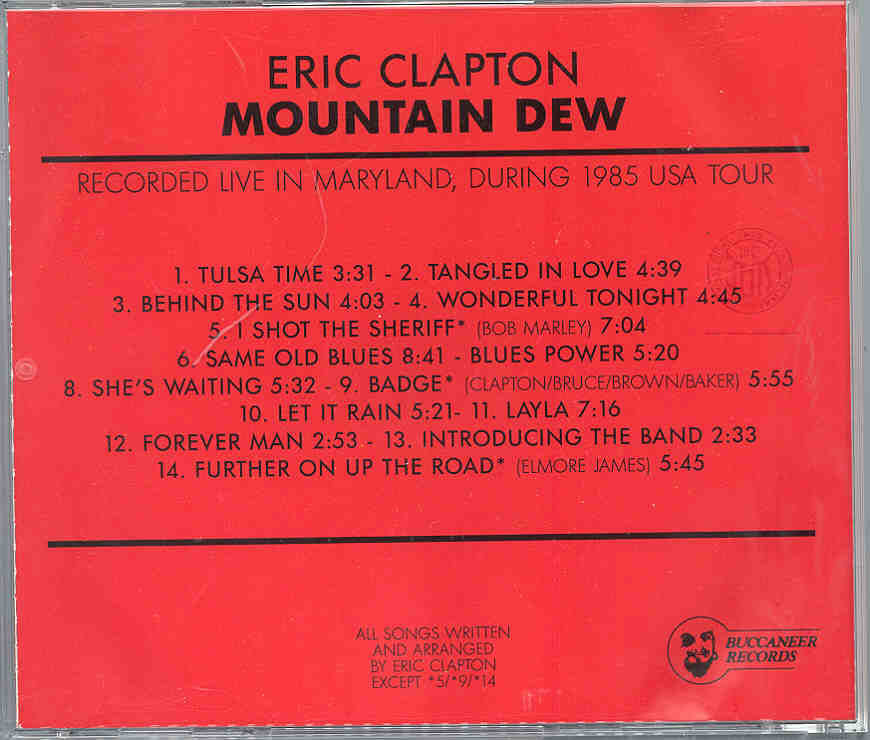 ERIC CLAPTON
MOUNTAIN DEW
RECORDED LIVE IN MARYLAND, DURING 1985 USA TOUR
1. TULSA TIME 3:31 - 2. TANGLED IN LOVE 4:39
3. BEHIND THE SUN 4:03 - 4. WONDERFUL TONIGHT 4:45
5. I SHOT THE SHERIFF* (BOB MARLEY) 7:04
6. SAME OLD BLUES 8:41 - BLUES POWER 5:20
8. SHE'S WAITING 5:32 - 9. BADGE* (CLAPTON/BRUCE/BROWN/BAKER) 5:55
10. LET IT RAIN 5:21- 11. LAYLA 7:16
12. FOREVER MAN 2:53 - 13. INTRODUCING THE BAND 2:33
14. FURTHER ON UP THE ROAD* (ELMORE JAMES) 5:45
ALL SONGS WRITTEN
AND ARRANGED
BY ERIC CLAPTON
EXCEPT *5/*9/*14
BUCCANEER
RECORDS